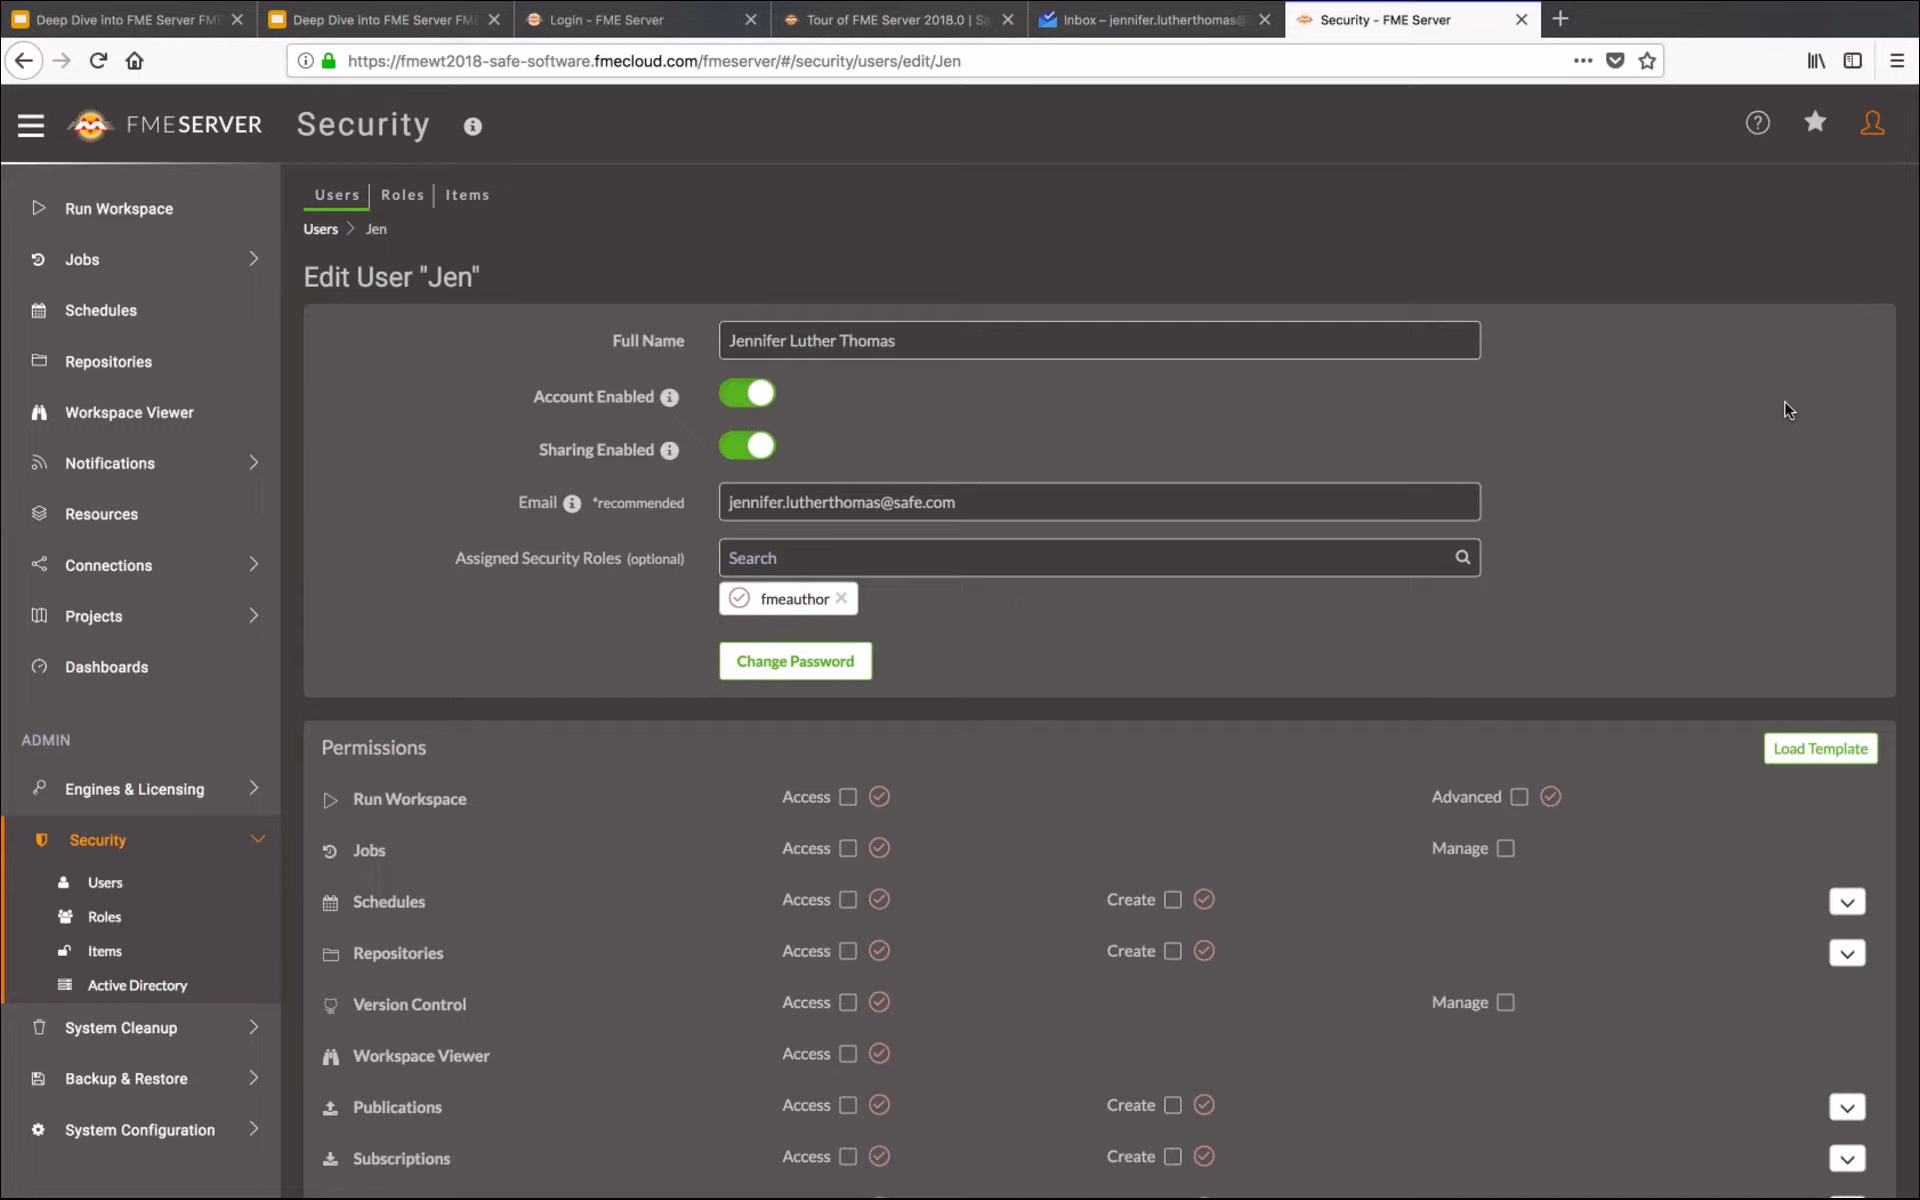 Deep Dive into FME Server FM
Deep Dive into FME Server FM
Login - FME Server
Tour of FME Server 2018.0 | Sa
Inbox – jennifer.lutherthomas@
Security - FME Server
https://fmewt2018-safe-software.fmecloud.com/fmeserver/#/security/users/edit/Jen
FMESERVER
Security
Run Workspace
Jobs
Schedules
Repositories
Workspace Viewer
Notifications
Resources
Connections
Projects
Dashboards
ADMIN
Engines & Licensing
Security
Users
Roles
Items
Active Directory
System Cleanup
Backup & Restore
System Configuration
Users | Roles | Items
Users > Jen
Edit User "Jen"
Full Name Jennifer Luther Thomas
Account Enabled
Sharing Enabled
Email *recommended jennifer.lutherthomas@safe.com
Assigned Security Roles (optional) Search
fmeauthor
Change Password
Permissions Load Template
Run Workspace Access Advanced
Jobs Access Manage
Schedules Access Create
Repositories Access Create
Version Control Access Manage
Workspace Viewer Access
Publications Access Create
Subscriptions Access Create